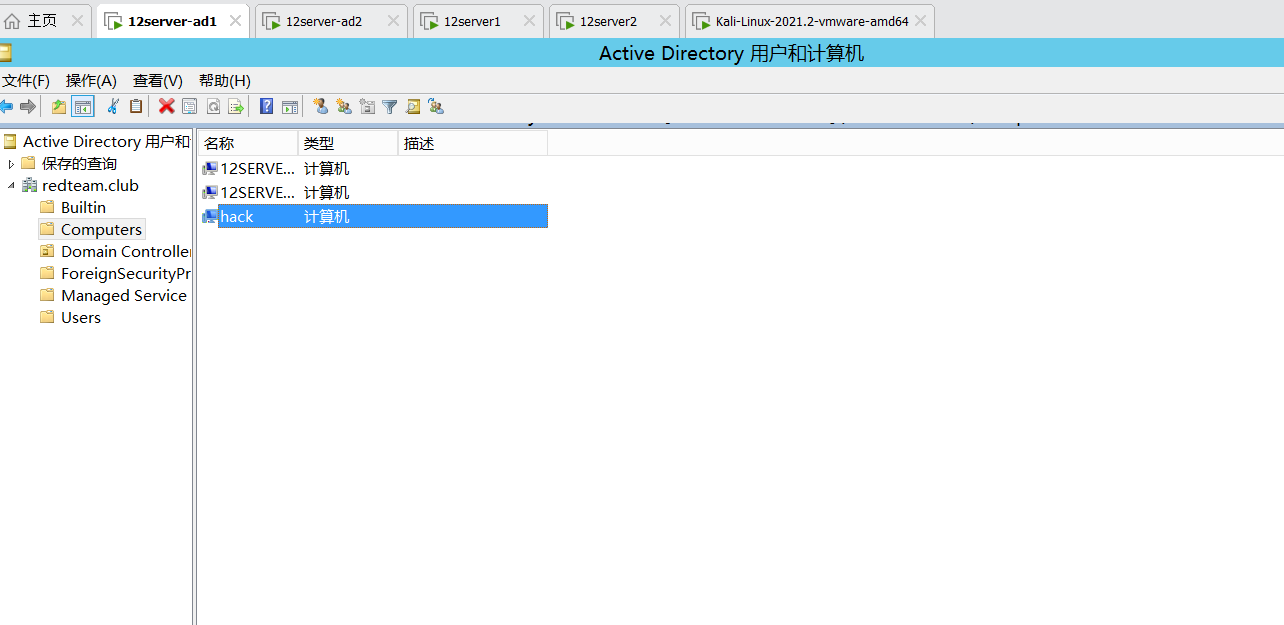 主页 12server-ad1 12server-ad2 12server1 12server2 Kali-Linux-2021.2-vmware-amd64
Active Directory 用户和计算机
文件(F) 操作(A) 查看(V) 帮助(H)
Active Directory 用户和
名称 类型 描述
保存的查询
12SERVE... 计算机
redteam.club
12SERVE... 计算机
Builtin
hack 计算机
Computers
Domain Controller
ForeignSecurityPr
Managed Service
Users